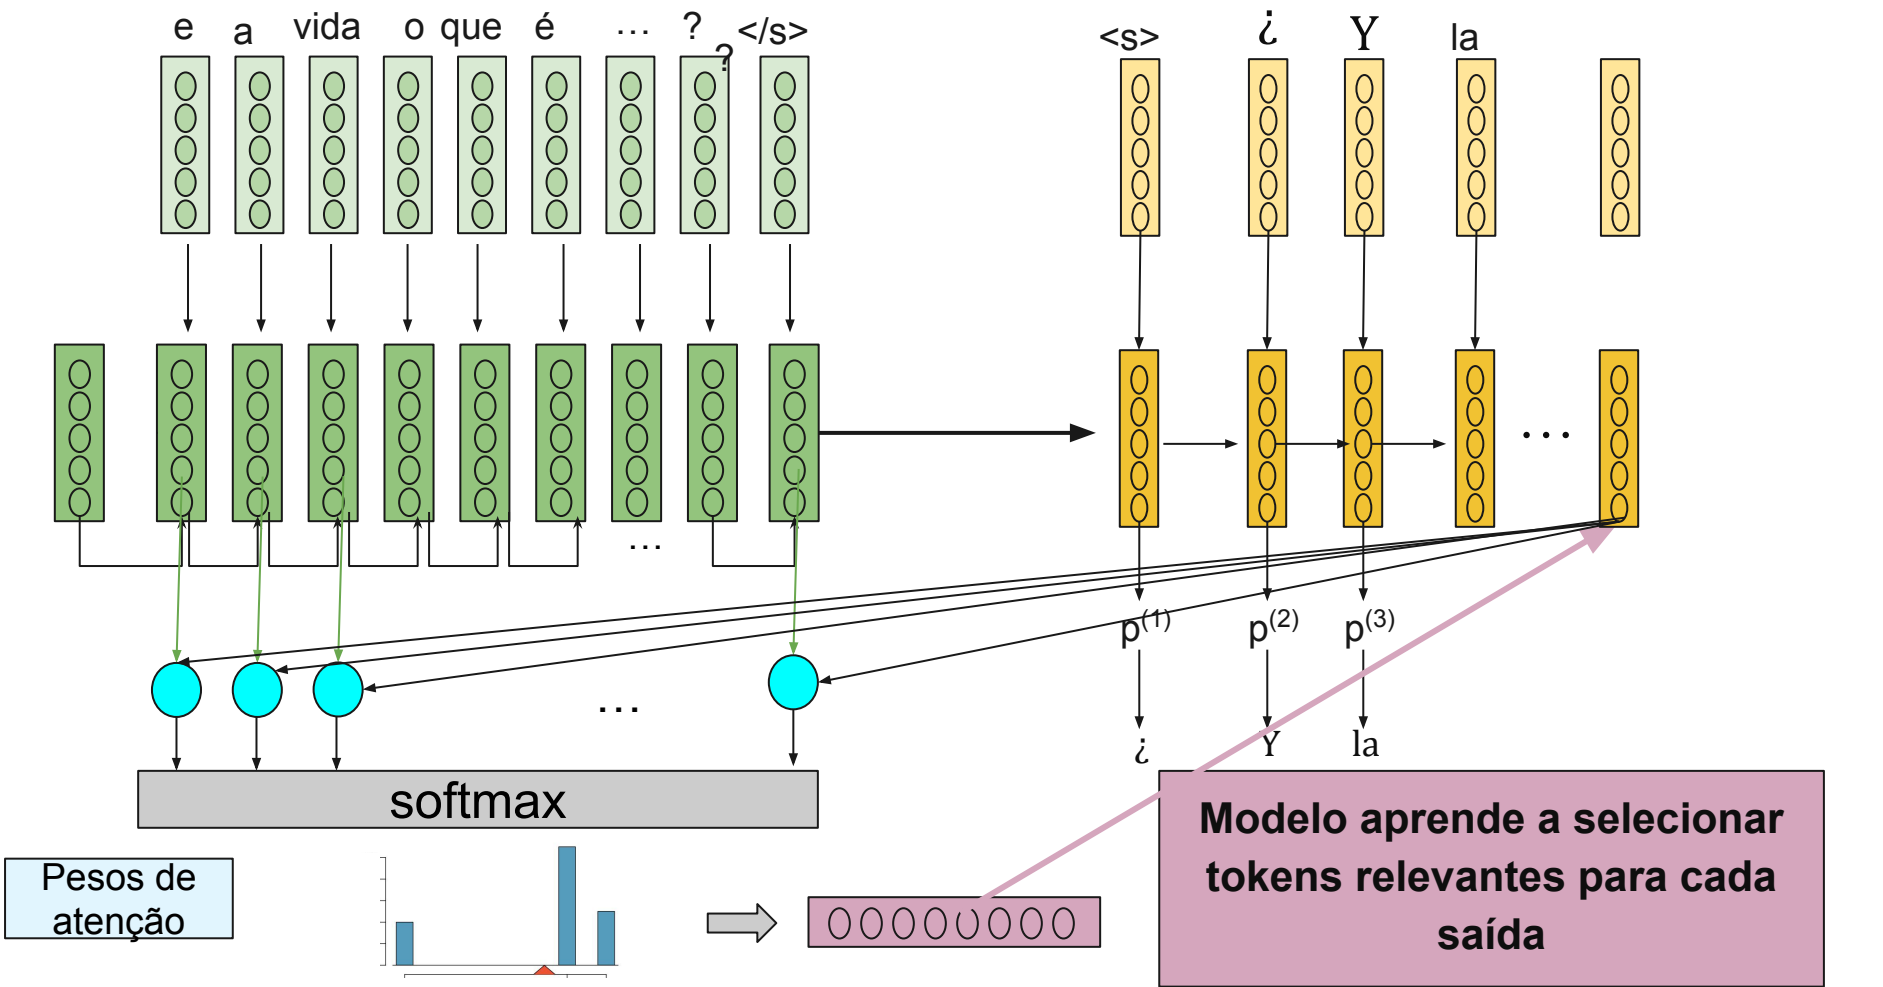 e a vida o que é … ? </s>
?
<s> ¿ Y la
…
…
p(1) p(2) p(3)
…
¿ Y la
softmax
Pesos de
atenção
Modelo aprende a selecionar
tokens relevantes para cada
saída